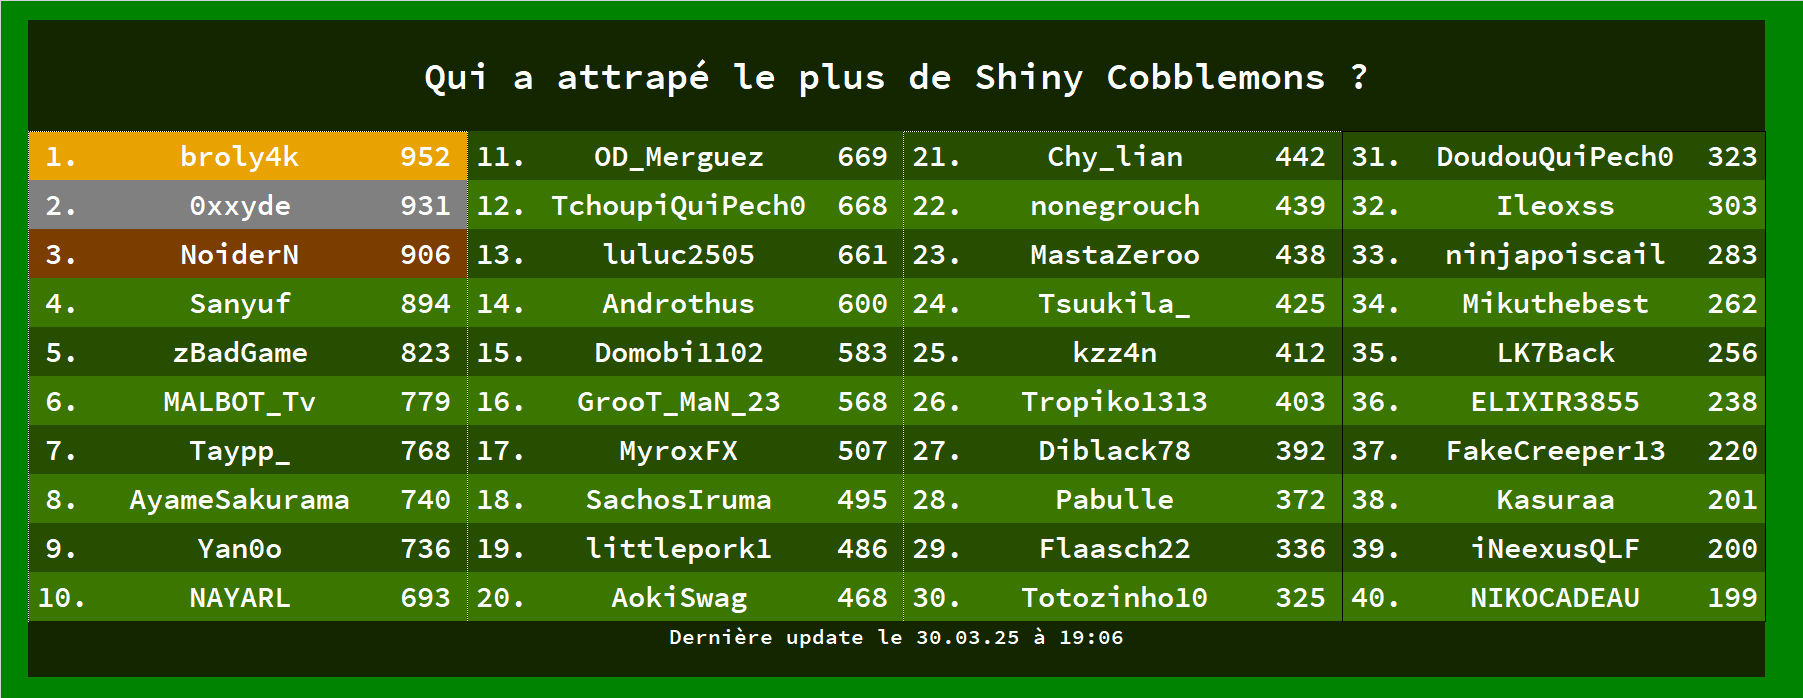 Qui a attrapé le plus de Shiny Cobblemons ?
1. broly4k 952 11. OD_Merguez 669 21. Chy_lian 442 31. DoudouQuiPech0 323
2. 0xxyde 931 12. TchoupiQuiPech0 668 22. nonegrouch 439 32. Ileoxss 303
3. NoiderN 906 13. luluc2505 661 23. MastaZeroo 438 33. ninjapoiscail 283
4. Sanyuf 894 14. Androthus 600 24. Tsuukila_ 425 34. Mikuthebest 262
5. zBadGame 823 15. Domobi1102 583 25. kzz4n 412 35. LK7Back 256
6. MALBOT_Tv 779 16. GrooT_MaN_23 568 26. Tropiko1313 403 36. ELIXIR3855 238
7. Taypp_ 768 17. MyroxFX 507 27. Diblack78 392 37. FakeCreeper13 220
8. AyameSakurama 740 18. SachosIruma 495 28. Pabulle 372 38. Kasuraa 201
9. Yan0o 736 19. littlepork1 486 29. Flaasch22 336 39. iNeexusQLF 200
10. NAYARL 693 20. AokiSwag 468 30. Totozinho10 325 40. NIKOCADEAU 199
Dernière update le 30.03.25 à 19:06